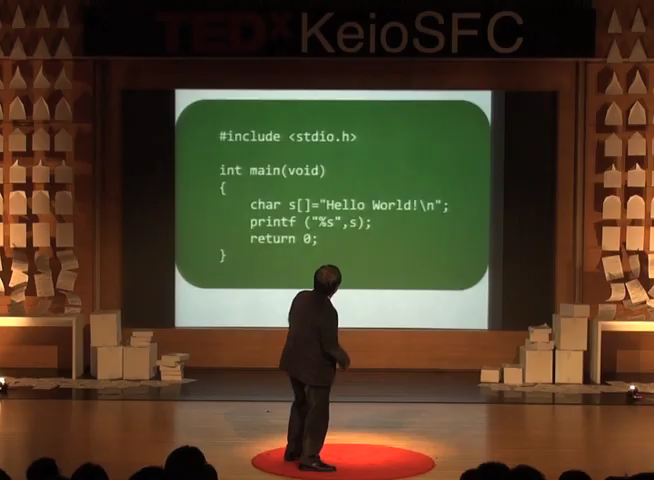 TEDxKeioSFC
#include <stdio.h>
int main(void)
{
char s[]="Hello World!\n";
printf ("%s",s);
return 0;
}